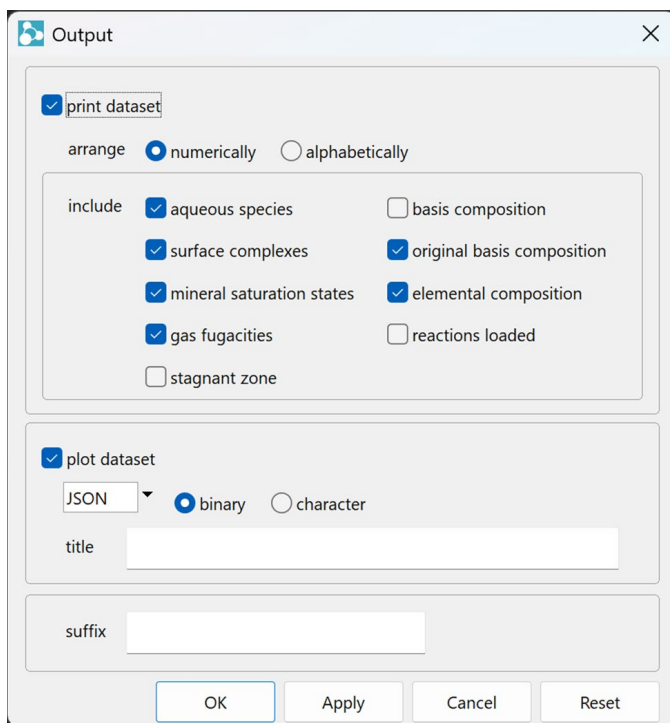 Output
print dataset
arrange numerically alphabetically
include aqueous species basis composition
surface complexes original basis composition
mineral saturation states elemental composition
gas fugacities reactions loaded
stagnant zone
plot dataset
JSON binary character
title
suffix
OK Apply Cancel Reset